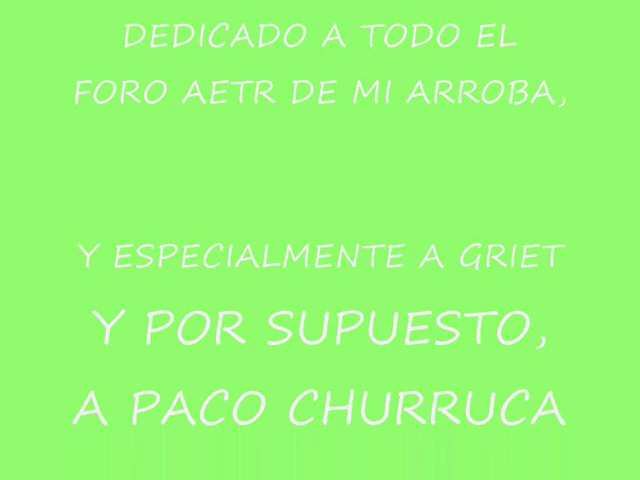 DEDICADO A TODO EL
FORO AETR DE MI ARROBA,
Y ESPECIALMENTE A GRIET
Y POR SUPUESTO,
A PACO CHURRUCA